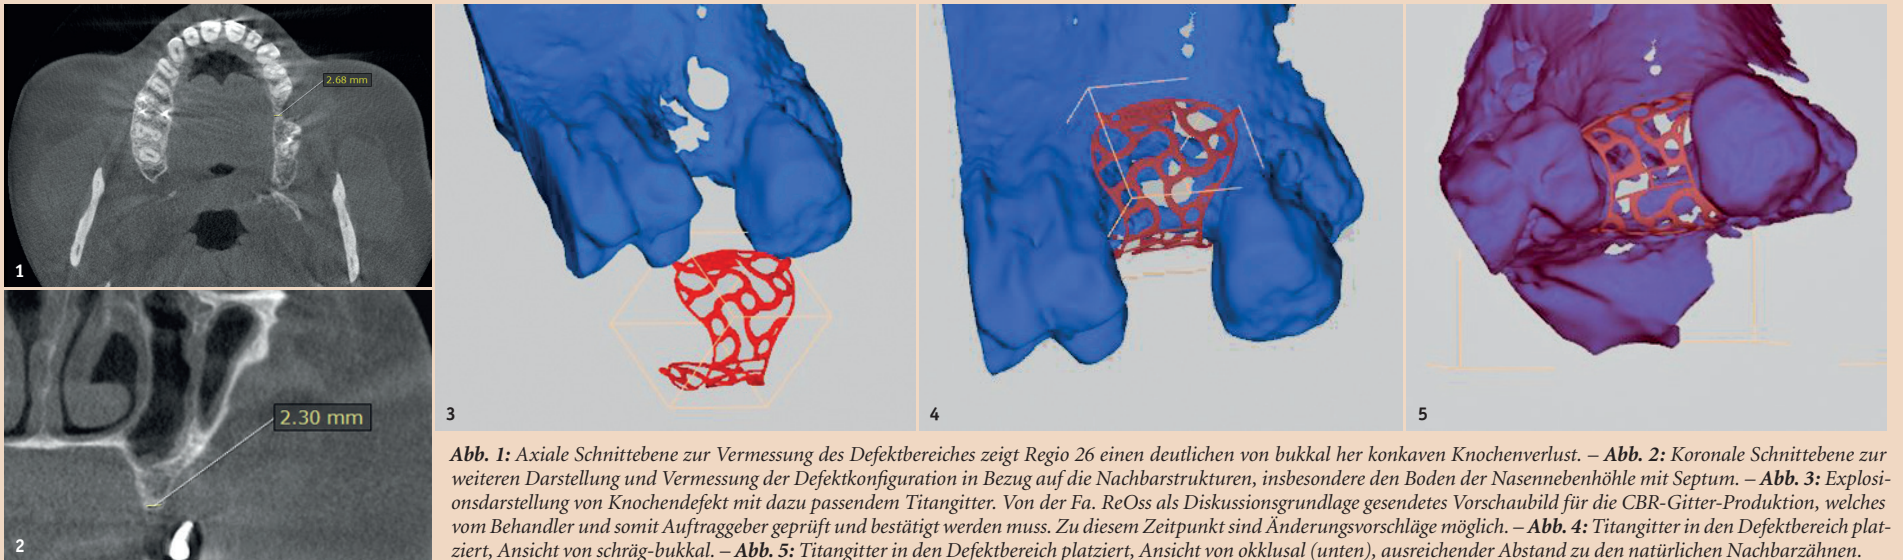 2.68 mm
1
2.30 mm
2
3
4
5
Abb. 1: Axiale Schnittebene zur Vermessung des Defektbereiches zeigt Regio 26 einen deutlichen von bukkal her konkaven Knochenverlust. – Abb. 2: Koronale Schnittebene zur
weiteren Darstellung und Vermessung der Defektkonfiguration in Bezug auf die Nachbarstrukturen, insbesondere den Boden der Nasennebenhöhle mit Septum. – Abb. 3: Explosi-
onsdarstellung von Knochendefekt mit dazu passendem Titangitter. Von der Fa. ReOss als Diskussionsgrundlage gesendetes Vorschaubild für die CBR-Gitter-Produktion, welches
vom Behandler und somit Auftraggeber geprüft und bestätigt werden muss. Zu diesem Zeitpunkt sind Änderungsvorschläge möglich. – Abb. 4: Titangitter in den Defektbereich plat-
ziert, Ansicht von schräg-bukkal. – Abb. 5: Titangitter in den Defektbereich platziert, Ansicht von okklusal (unten), ausreichender Abstand zu den natürlichen Nachbarzähnen.